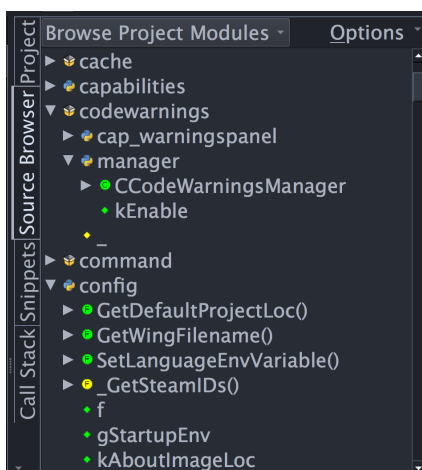 Browse Project Modules
Options
cache
capabilities
codewarnings
cap_warningspanel
manager
CCodeWarningsManager
kEnable
_
command
config
GetDefaultProjectLoc()
GetWingFilename()
SetLanguageEnvVariable()
_GetSteamIDs()
f
gStartupEnv
kAboutImageLoc
Project
Source Browser
Snippets
Call Stack